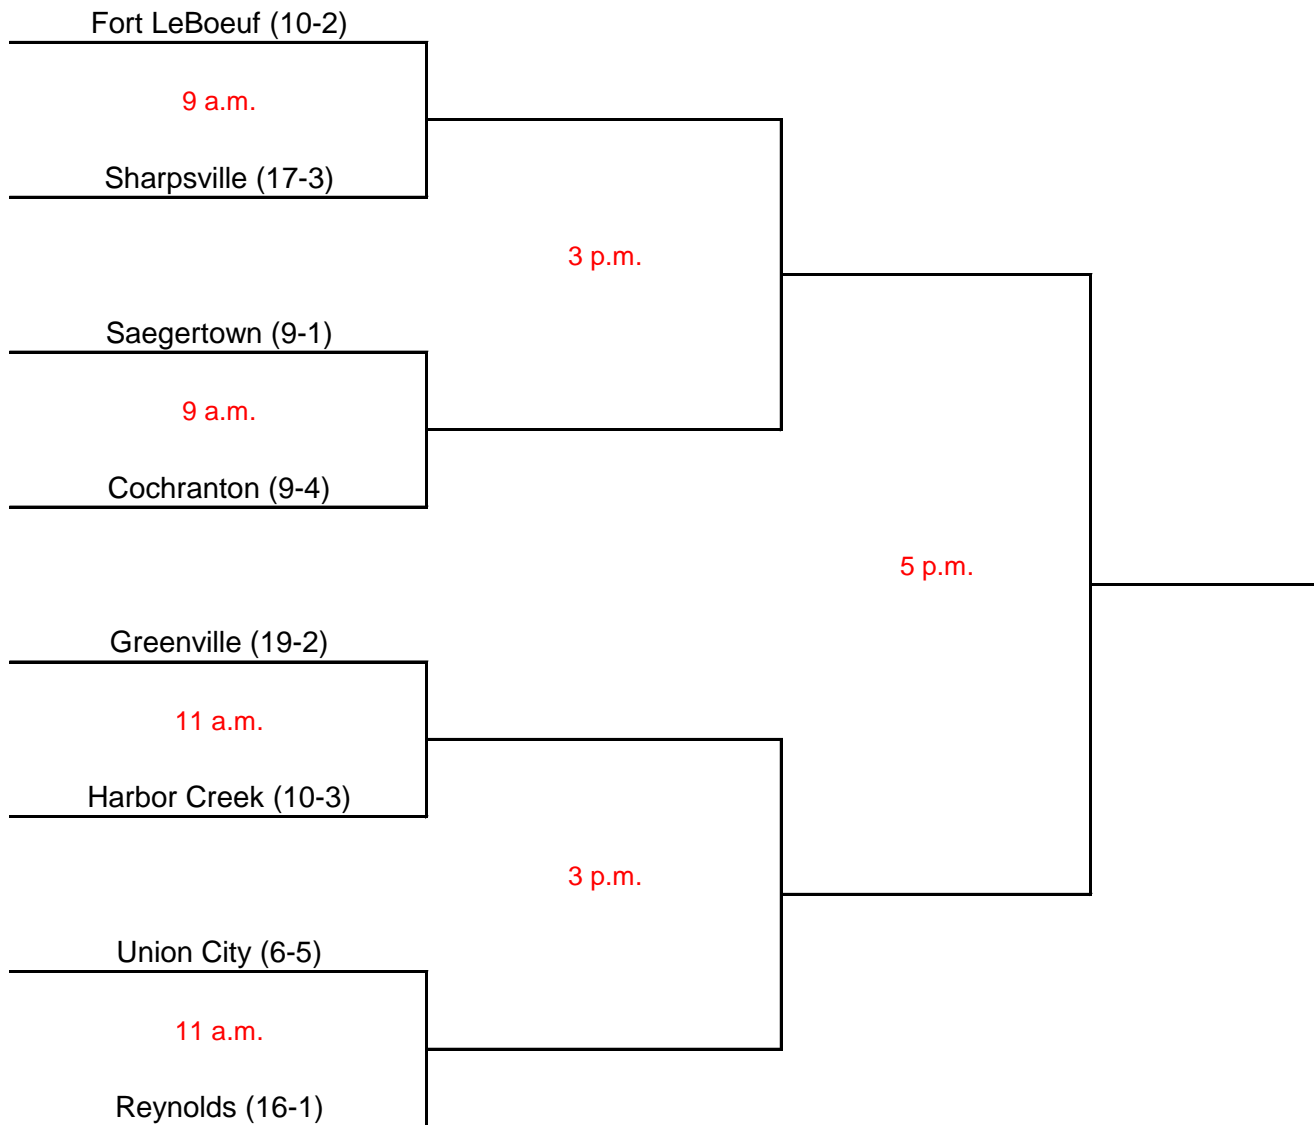 Fort LeBoeuf (10-2)
9 a.m.
Sharpsville (17-3)
3 p.m.
Saegertown (9-1)
9 a.m.
Cochranton (9-4)
5 p.m.
Greenville (19-2)
11 a.m.
Harbor Creek (10-3)
3 p.m.
Union City (6-5)
11 a.m.
Reynolds (16-1)